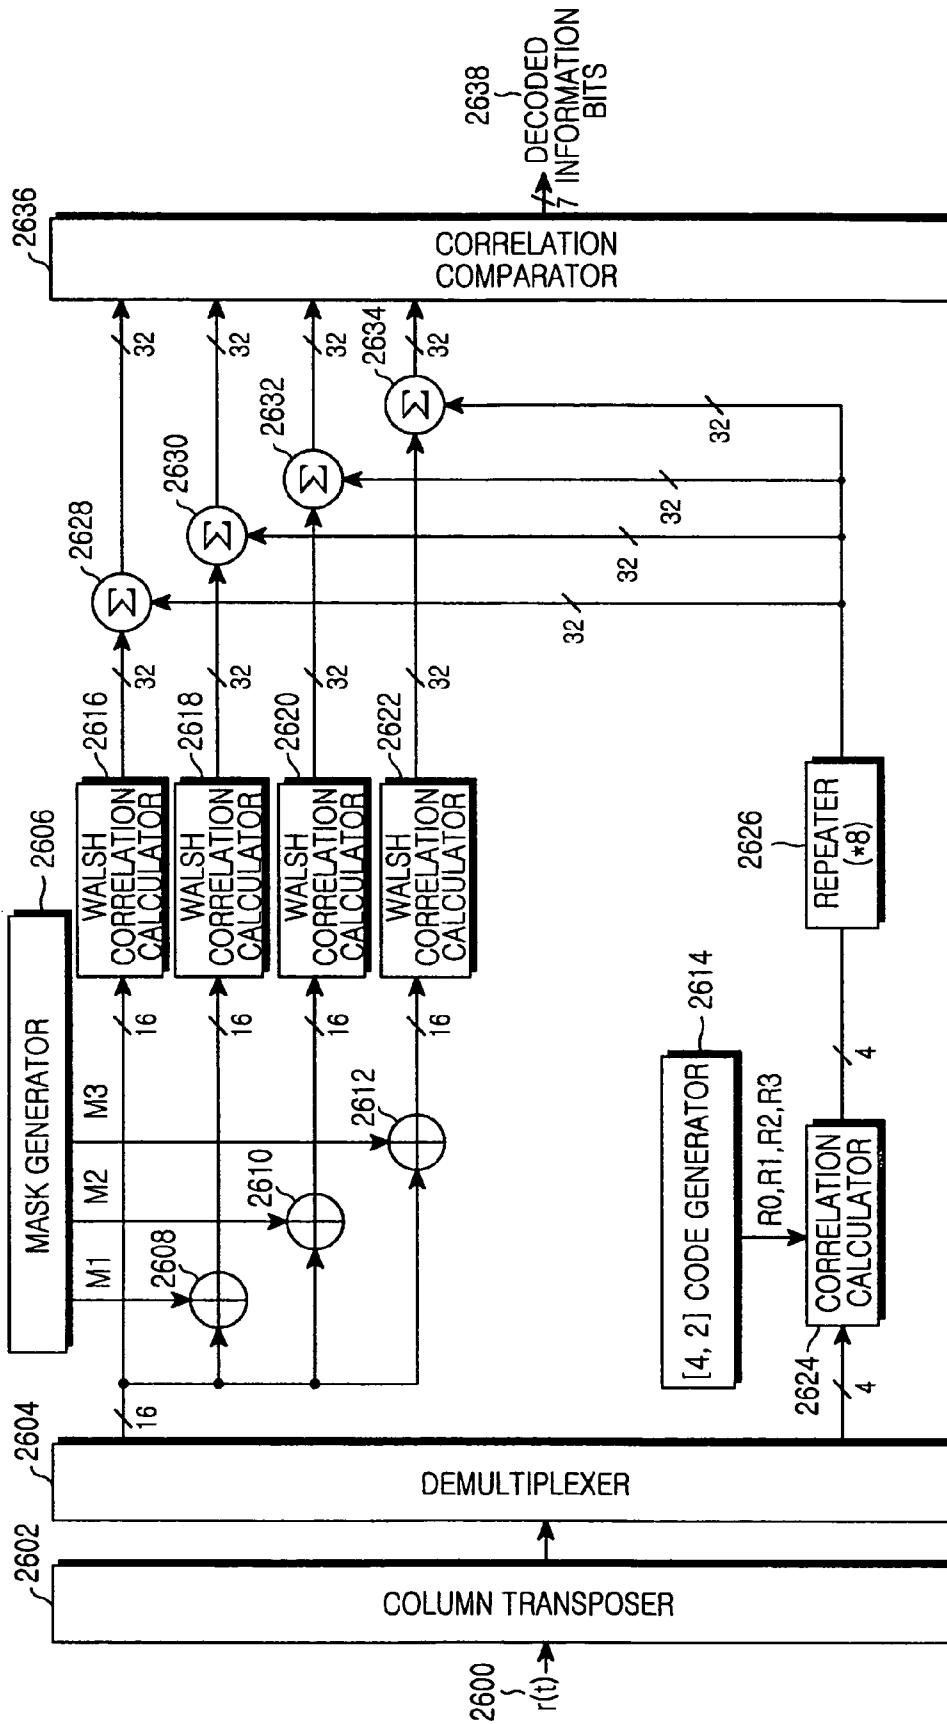 2600
r(t)
2602
COLUMN TRANSPOSER
2604
DEMULTIPLEXER
16
MASK GENERATOR
2606
M1
M2
M3
2608
2610
2612
16
16
16
16
WALSH
CORRELATION
CALCULATOR
2616
WALSH
CORRELATION
CALCULATOR
2618
WALSH
CORRELATION
CALCULATOR
2620
WALSH
CORRELATION
CALCULATOR
2622
32
32
32
32
Σ
2628
Σ
2630
Σ
2632
Σ
2634
32
32
32
32
32
32
32
32
4
2624
CORRELATION
CALCULATOR
[4, 2] CODE GENERATOR
2614
R0,R1,R2,R3
4
REPEATER
(*8)
2626
CORRELATION
COMPARATOR
2636
7
2638
DECODED
INFORMATION
BITS